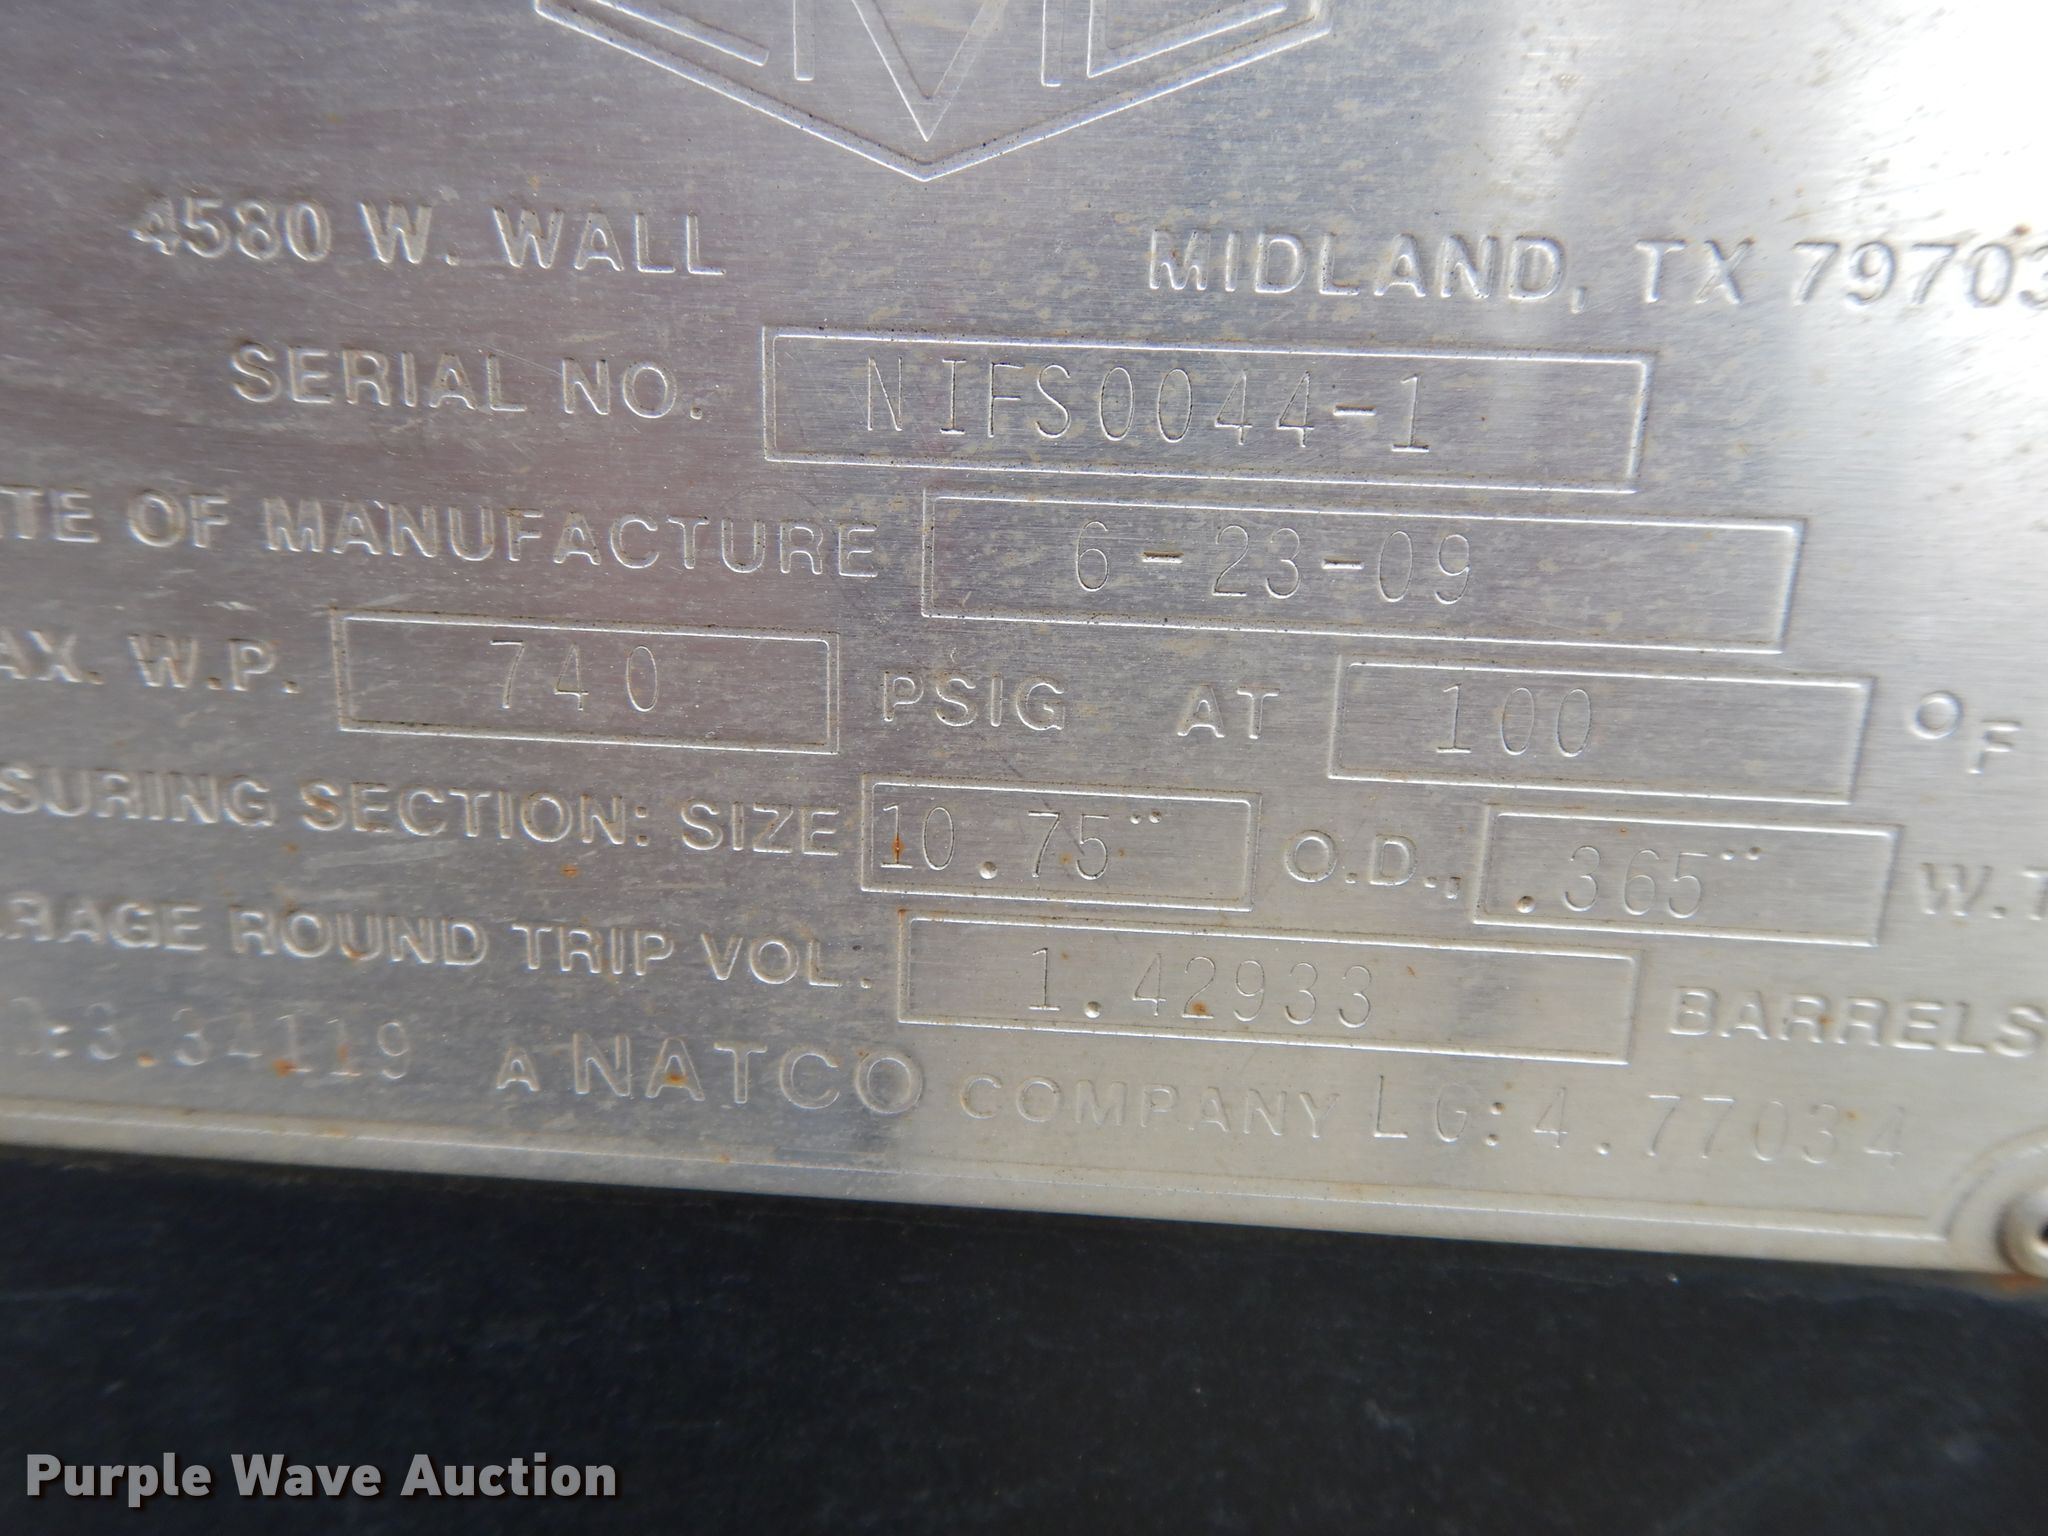 4580 W. WALL MIDLAND, TX 79703
SERIAL NO. NIFS0044-1
TE OF MANUFACTURE 6-23-09
AX. W.P. 740 PSIG AT 100 °F
SURING SECTION: SIZE 10.75" O.D., .365" W.T
RAGE ROUND TRIP VOL. 1.42933 BARRELS
:3.34119 A NATCO COMPANY LG:4.77034
Purple Wave Auction